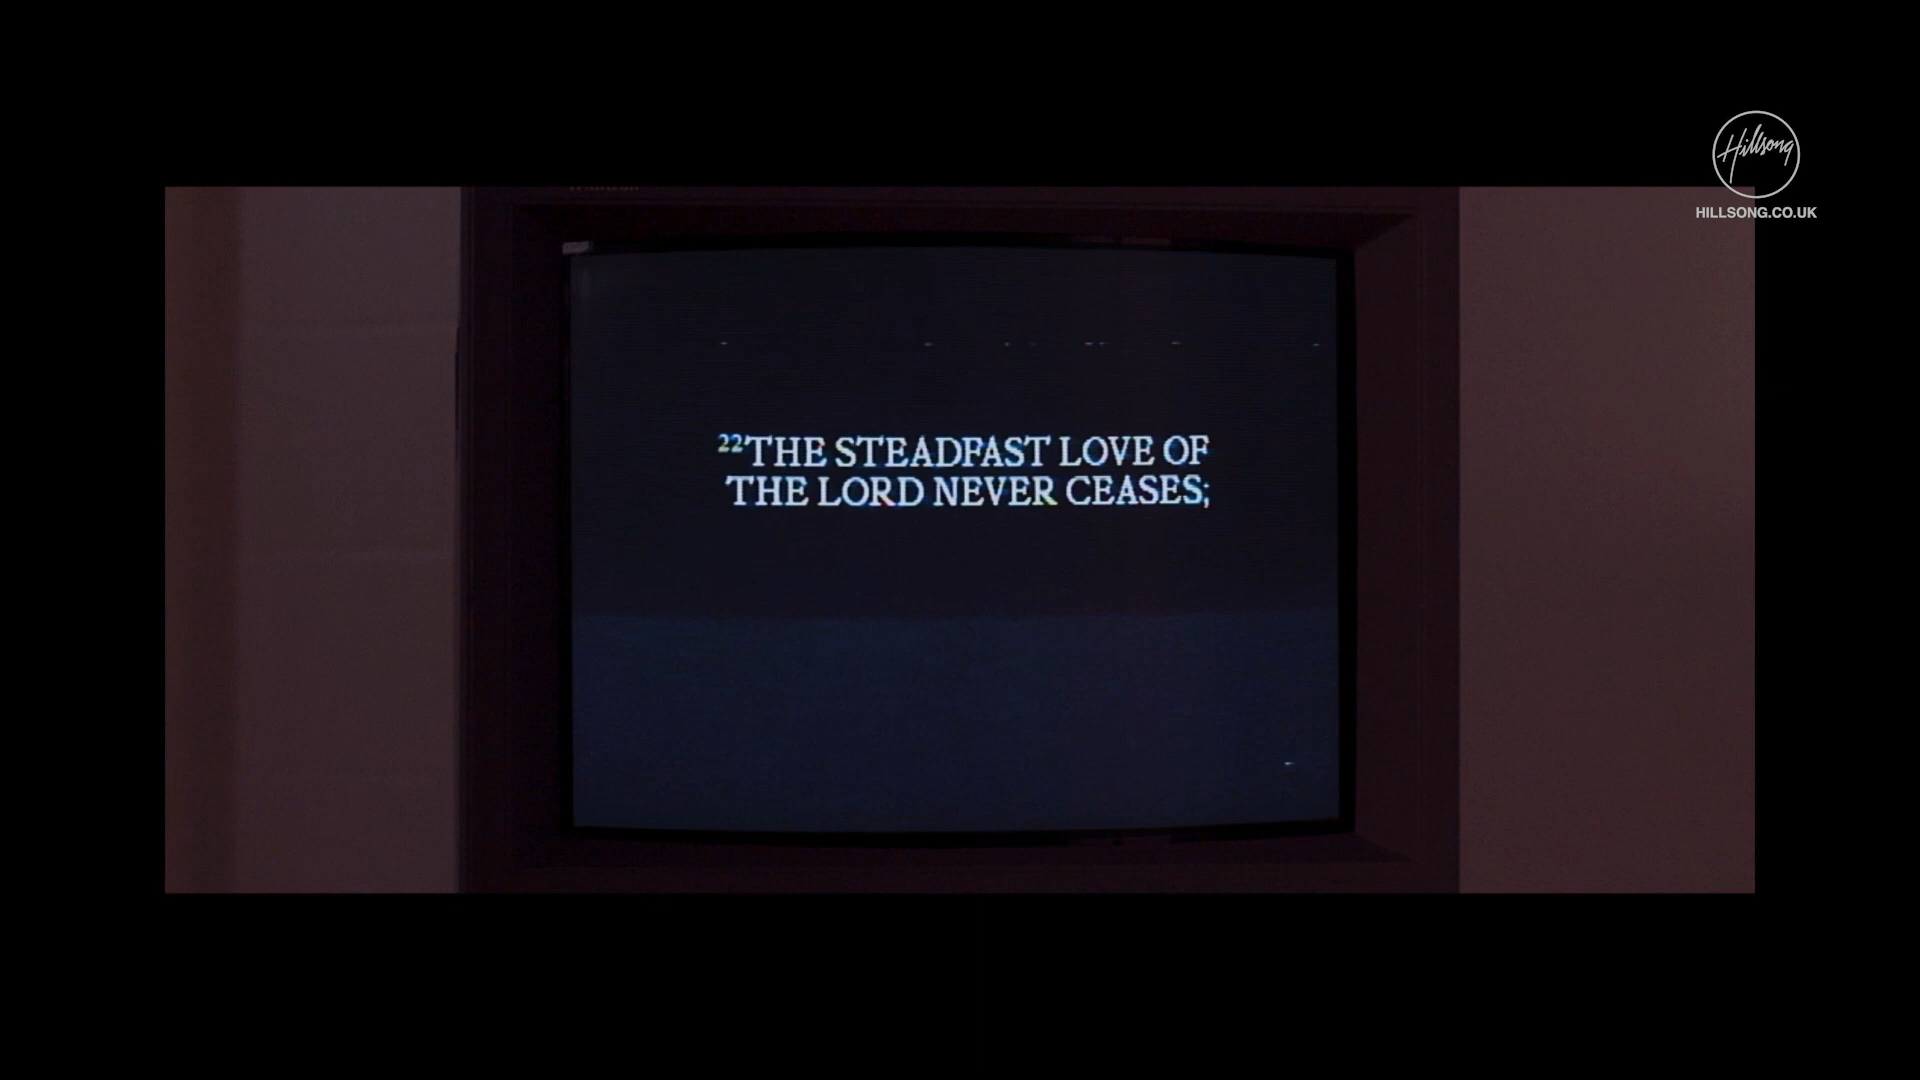 Hillsong
HILLSONG.CO.UK
²²THE STEADFAST LOVE OF
THE LORD NEVER CEASES;